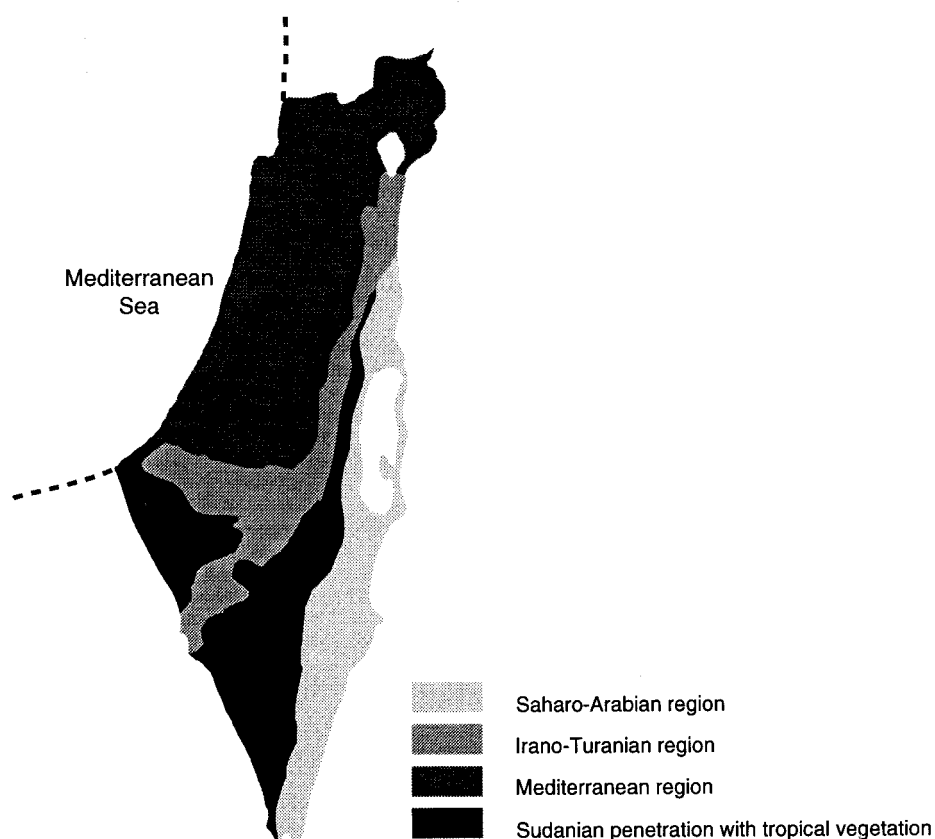 Mediterranean
Sea
Saharo-Arabian region
Irano-Turanian region
Mediterranean region
Sudanian penetration with tropical vegetation